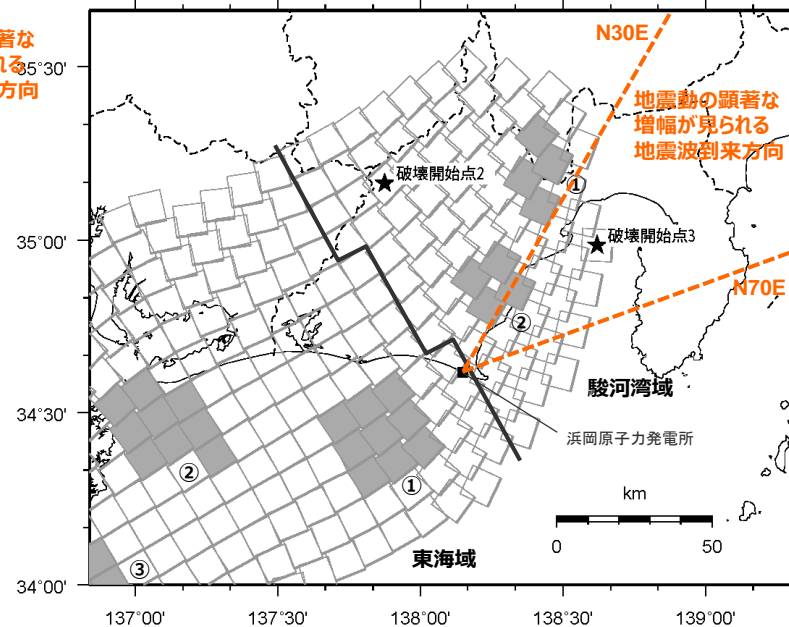 著な
れる
方向
N30E
地震動の顕著な
増幅が見られる
地震波到来方向
N70E
破壊開始点2
破壊開始点3
①
②
駿河湾域
浜岡原子力発電所
②
①
③
東海域
km
0
50
35°30'
35°00'
34°30'
34°00'
137°00'
137°30'
138°00'
138°30'
139°00'